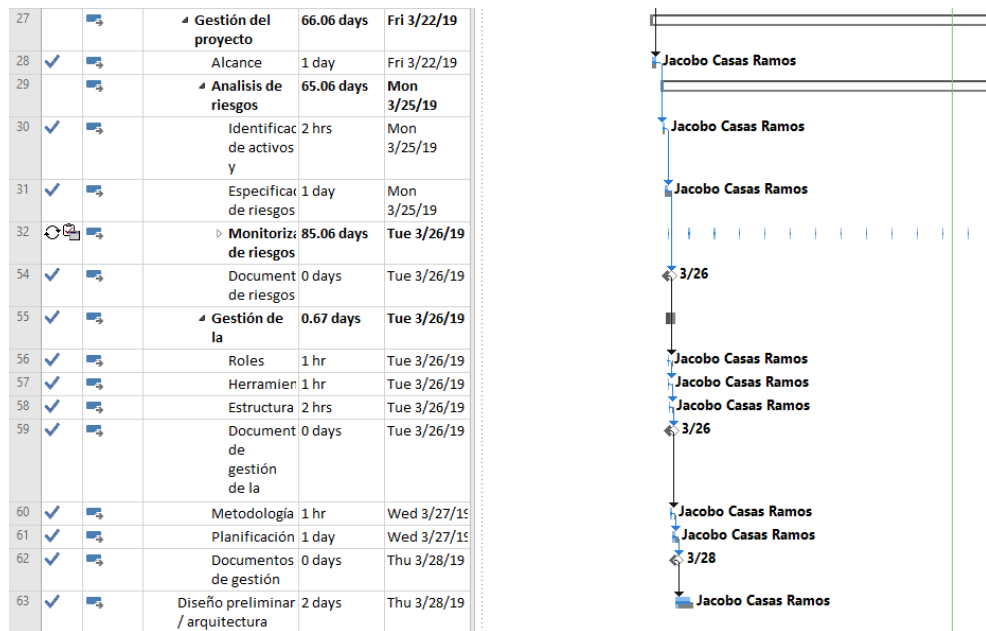 27 Gestión del 66.06 days Fri 3/22/19
proyecto
28 Alcance 1 day Fri 3/22/19 Jacobo Casas Ramos
29 Analisis de 65.06 days Mon
riesgos 3/25/19
30 Identificac 2 hrs Mon Jacobo Casas Ramos
de activos 3/25/19
y
31 Especificac 1 day Mon Jacobo Casas Ramos
de riesgos 3/25/19
32 Monitoriza 85.06 days Tue 3/26/19
de riesgos
54 Document 0 days Tue 3/26/19 3/26
de riesgos
55 Gestión de 0.67 days Tue 3/26/19
la
56 Roles 1 hr Tue 3/26/19 Jacobo Casas Ramos
57 Herramien 1 hr Tue 3/26/19 Jacobo Casas Ramos
58 Estructura 2 hrs Tue 3/26/19 Jacobo Casas Ramos
59 Document 0 days Tue 3/26/19 3/26
de
gestión
de la
60 Metodología 1 hr Wed 3/27/19 Jacobo Casas Ramos
61 Planificación 1 day Wed 3/27/19 Jacobo Casas Ramos
62 Documentos 0 days Thu 3/28/19 3/28
de gestión
63 Diseño preliminar 2 days Thu 3/28/19 Jacobo Casas Ramos
/ arquitectura